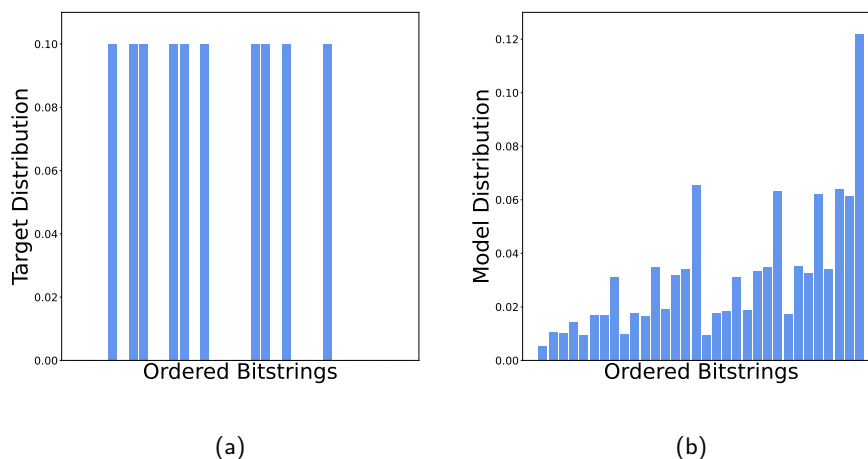 Target Distribution
0.10
0.08
0.06
0.04
0.02
0.00
Ordered Bitstrings
(a)
Model Distribution
0.12
0.10
0.08
0.06
0.04
0.02
0.00
Ordered Bitstrings
(b)